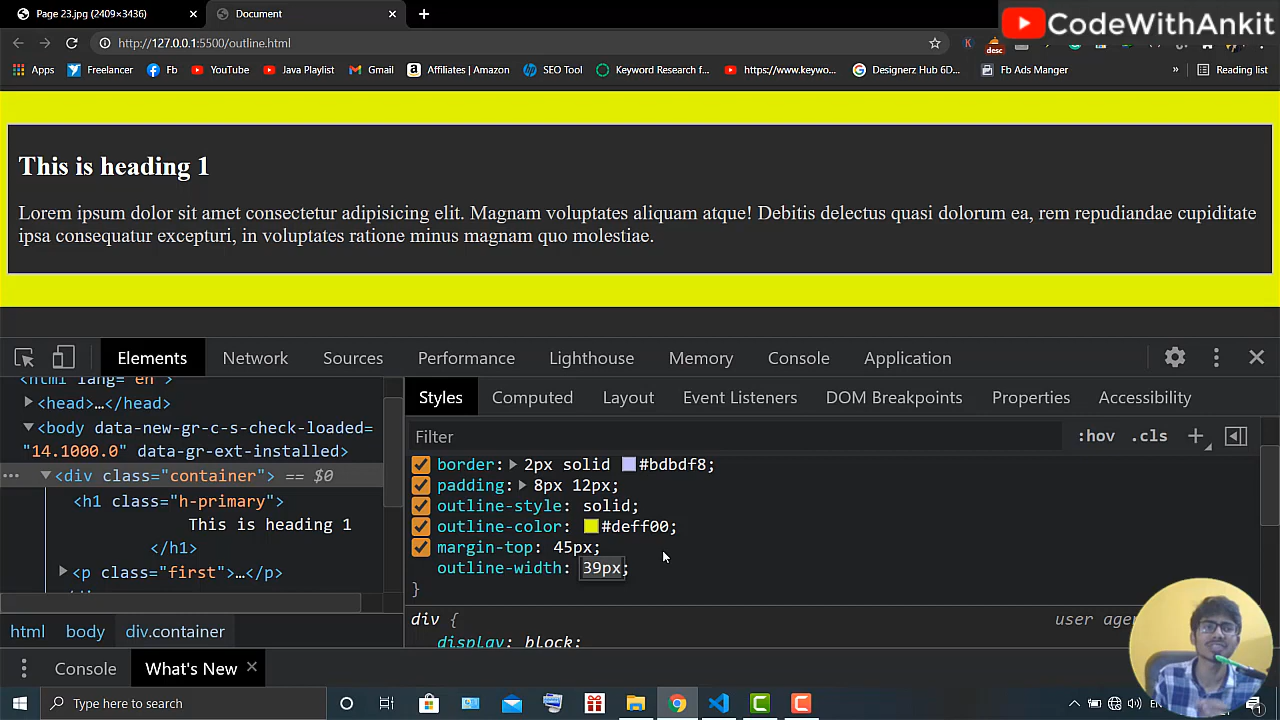 Page 23.jpg (2409×3436)
Document
CodeWithAnkit
http://127.0.0.1:5500/outline.html
K
desc
Apps
Freelancer
Fb
YouTube
Java Playlist
Gmail
Affiliates | Amazon
SEO Tool
Keyword Research f...
https://www.keywo...
Designerz Hub 6D...
Fb Ads Manger
»
Reading list
This is heading 1
Lorem ipsum dolor sit amet consectetur adipisicing elit. Magnam voluptates aliquam atque! Debitis delectus quasi dolorum ea, rem repudiandae cupiditate
ipsa consequatur excepturi, in voluptates ratione minus magnam quo molestiae.
Elements
Network
Sources
Performance
Lighthouse
Memory
Console
Application
<html lang="en">
<head>…</head>
<body data-new-gr-c-s-check-loaded=
"14.1000.0" data-gr-ext-installed>
<div class="container"> == $0
<h1 class="h-primary">
This is heading 1
</h1>
<p class="first">…</p>
html
body
div.container
Styles
Computed
Layout
Event Listeners
DOM Breakpoints
Properties
Accessibility
Filter
:hov
.cls
border: 2px solid #bdbdf8;
padding: 8px 12px;
outline-style: solid;
outline-color: #deff00;
margin-top: 45px;
outline-width: 39px;
}
div {
user age
display: block;
Console
What's New
Type here to search